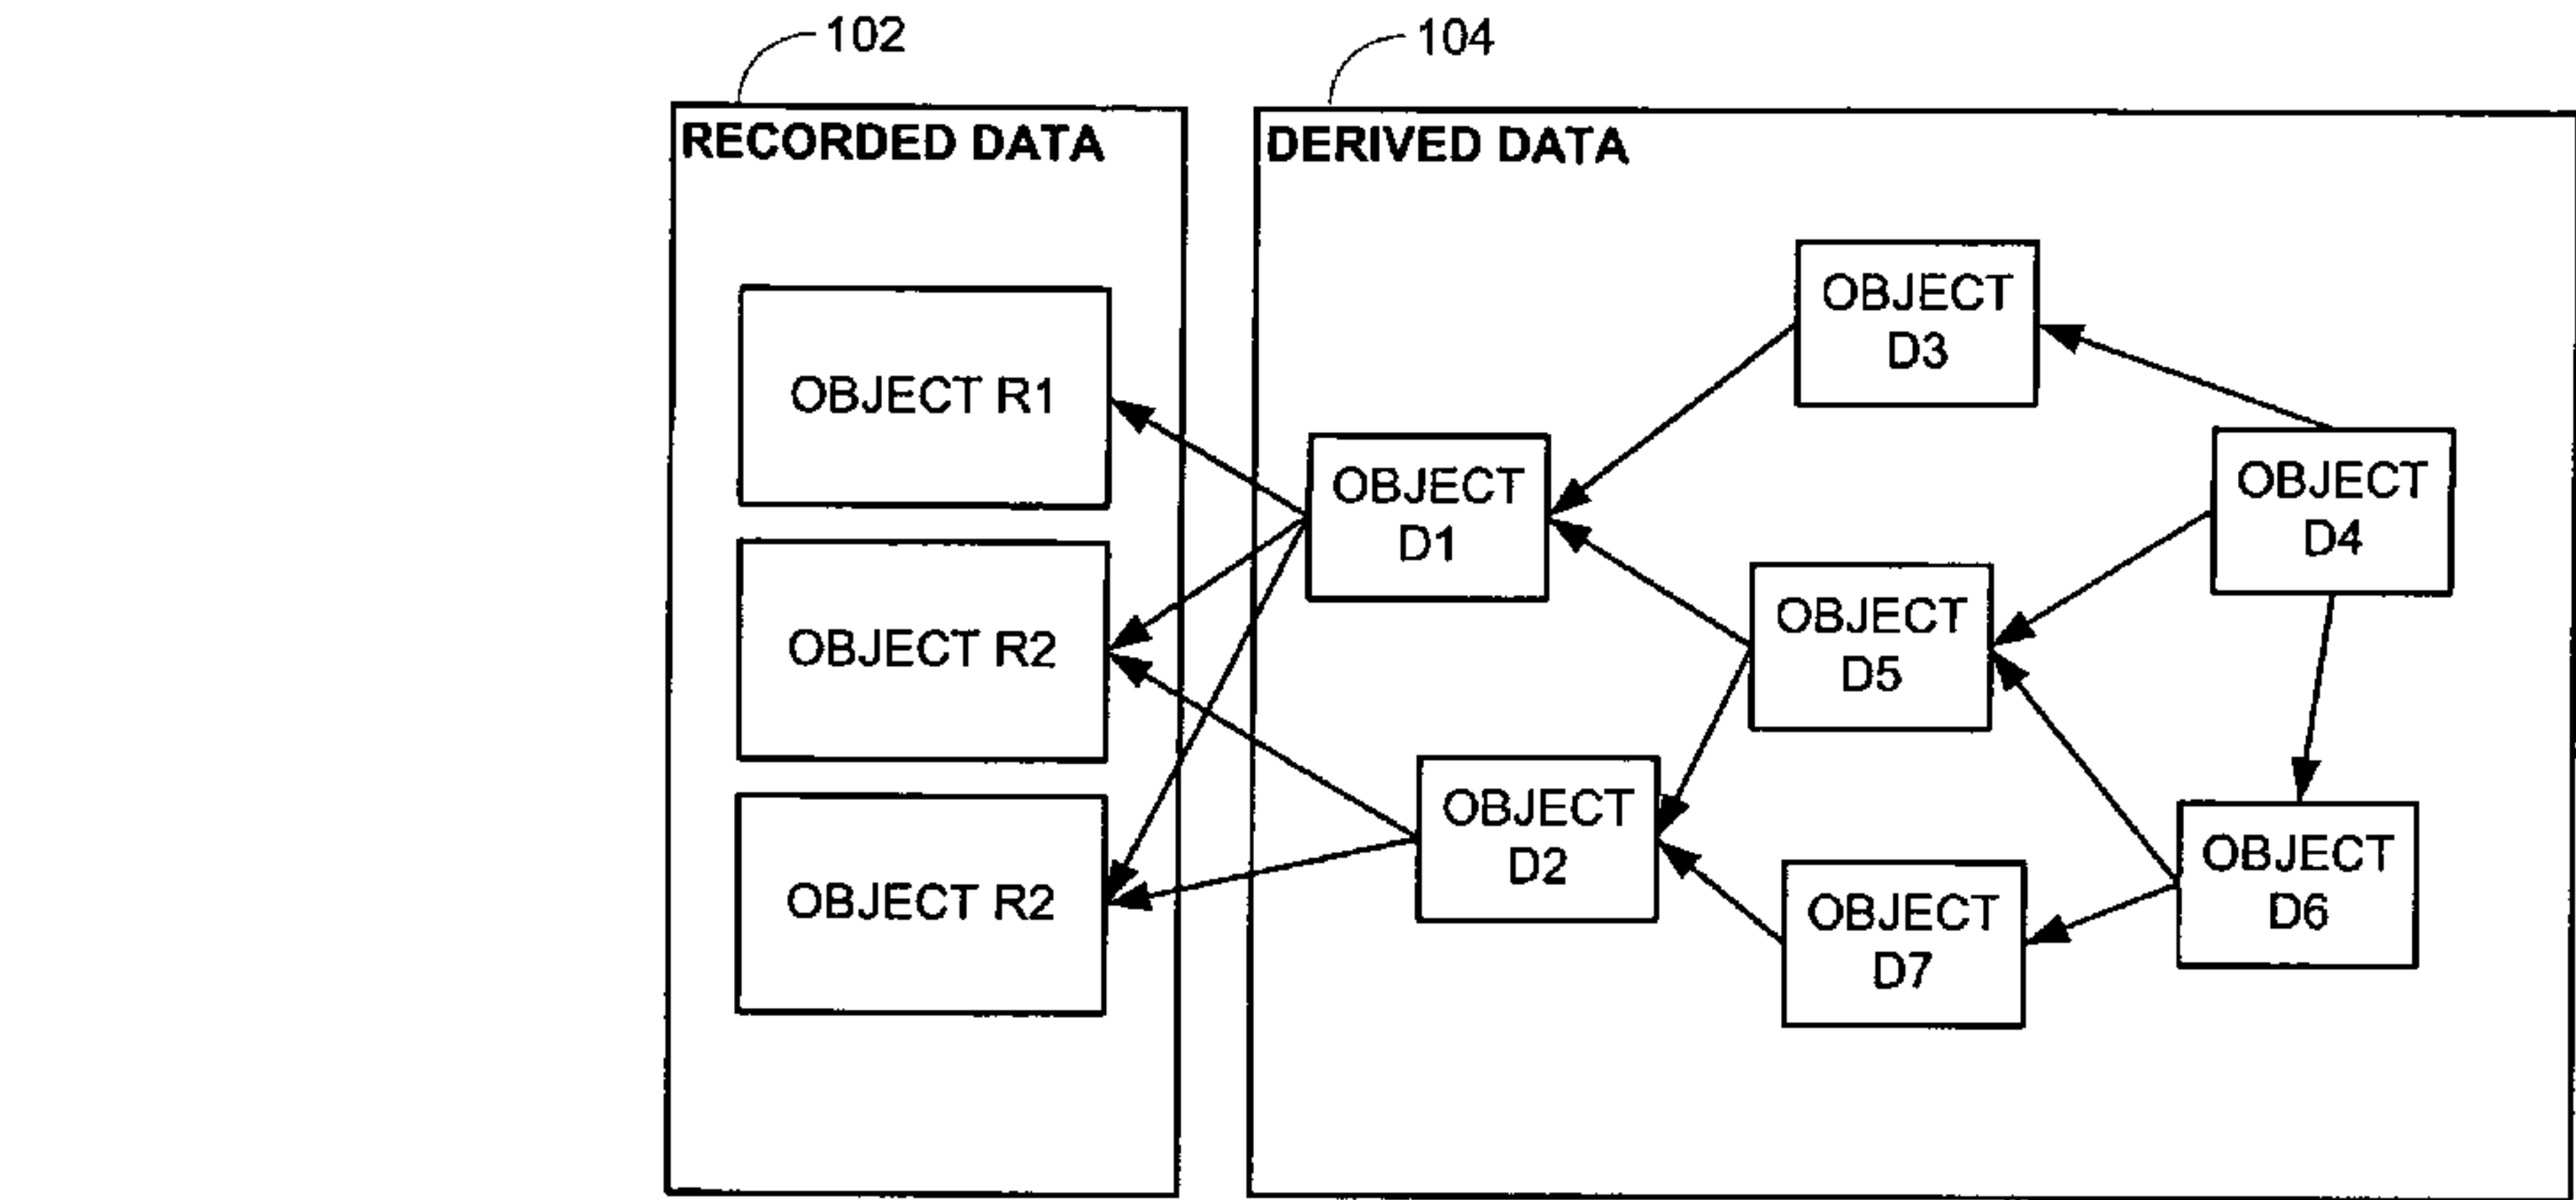 102
104
RECORDED DATA
DERIVED DATA
OBJECT R1
OBJECT R2
OBJECT R2
OBJECT
D1
OBJECT
D2
OBJECT
D3
OBJECT
D4
OBJECT
D5
OBJECT
D6
OBJECT
D7